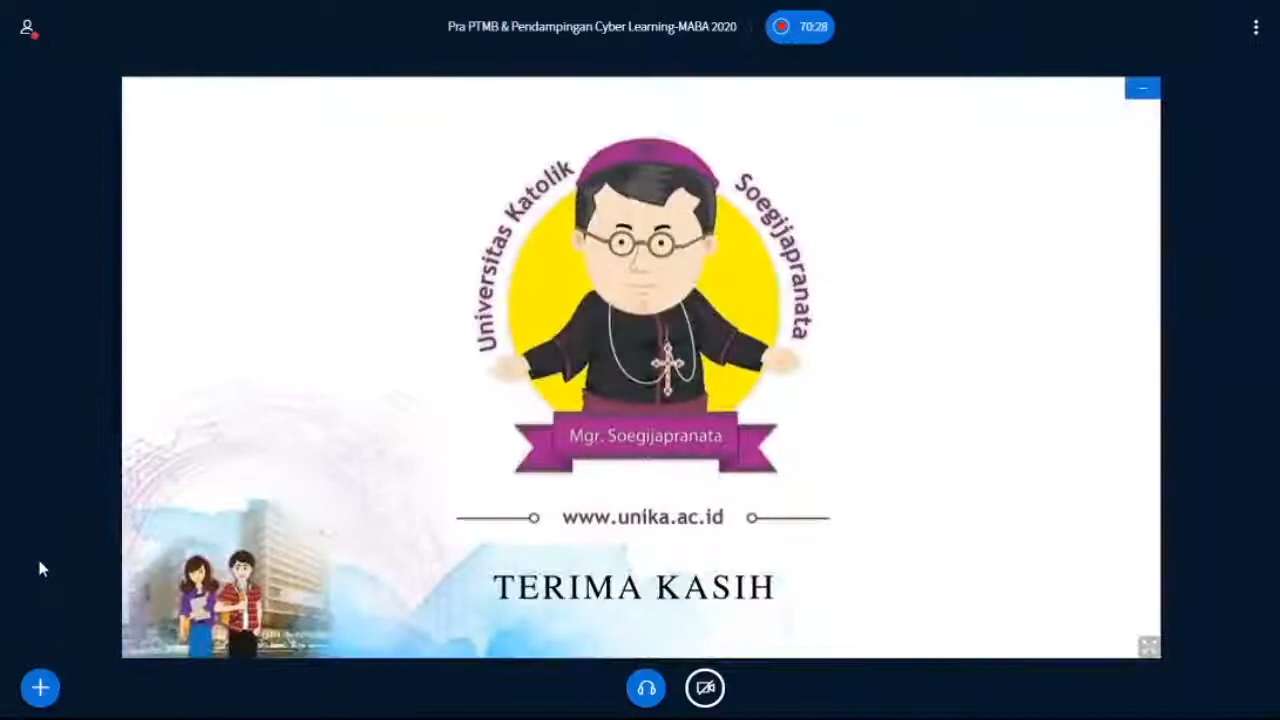 Pra PTMB & Pendampingan Cyber Learning-MABA 2020
70:28
Universitas Katolik
Soegijapranata
Mgr. Soegijapranata
www.unika.ac.id
TERIMA KASIH